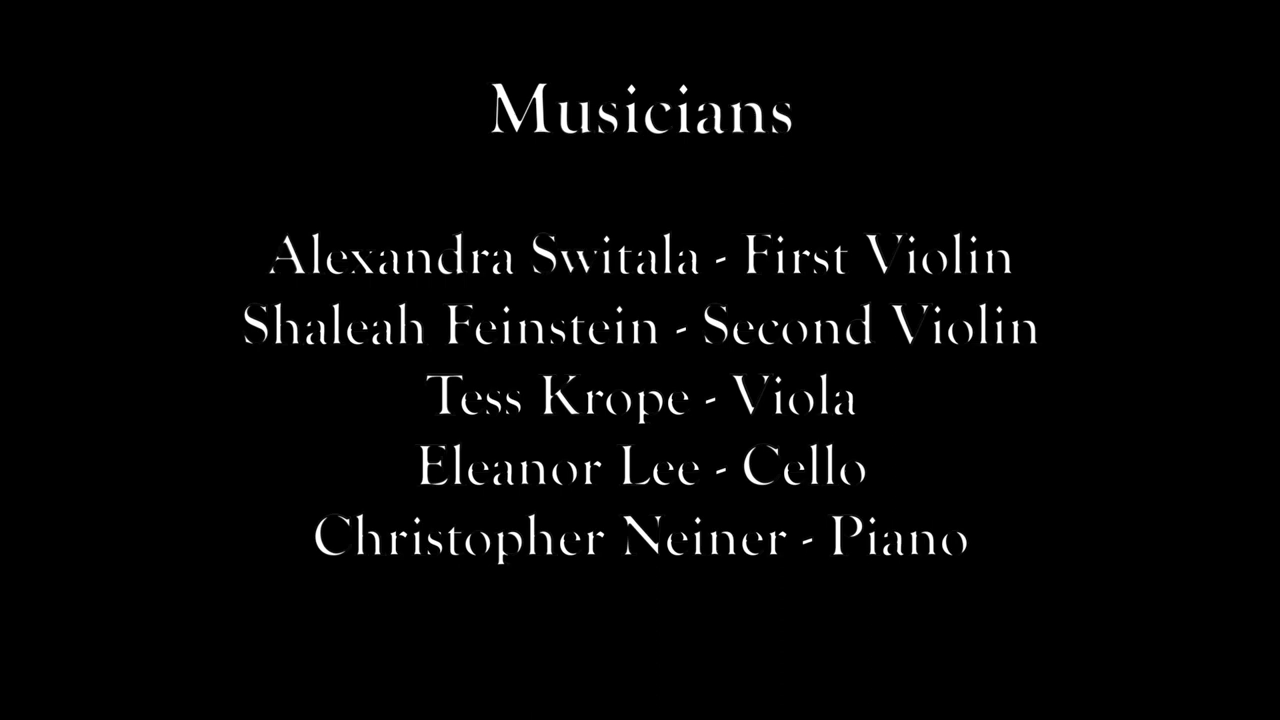 Musicians
Alexandra Switala - First Violin
Shaleah Feinstein - Second Violin
Tess Krope - Viola
Eleanor Lee - Cello
Christopher Neiner - Piano